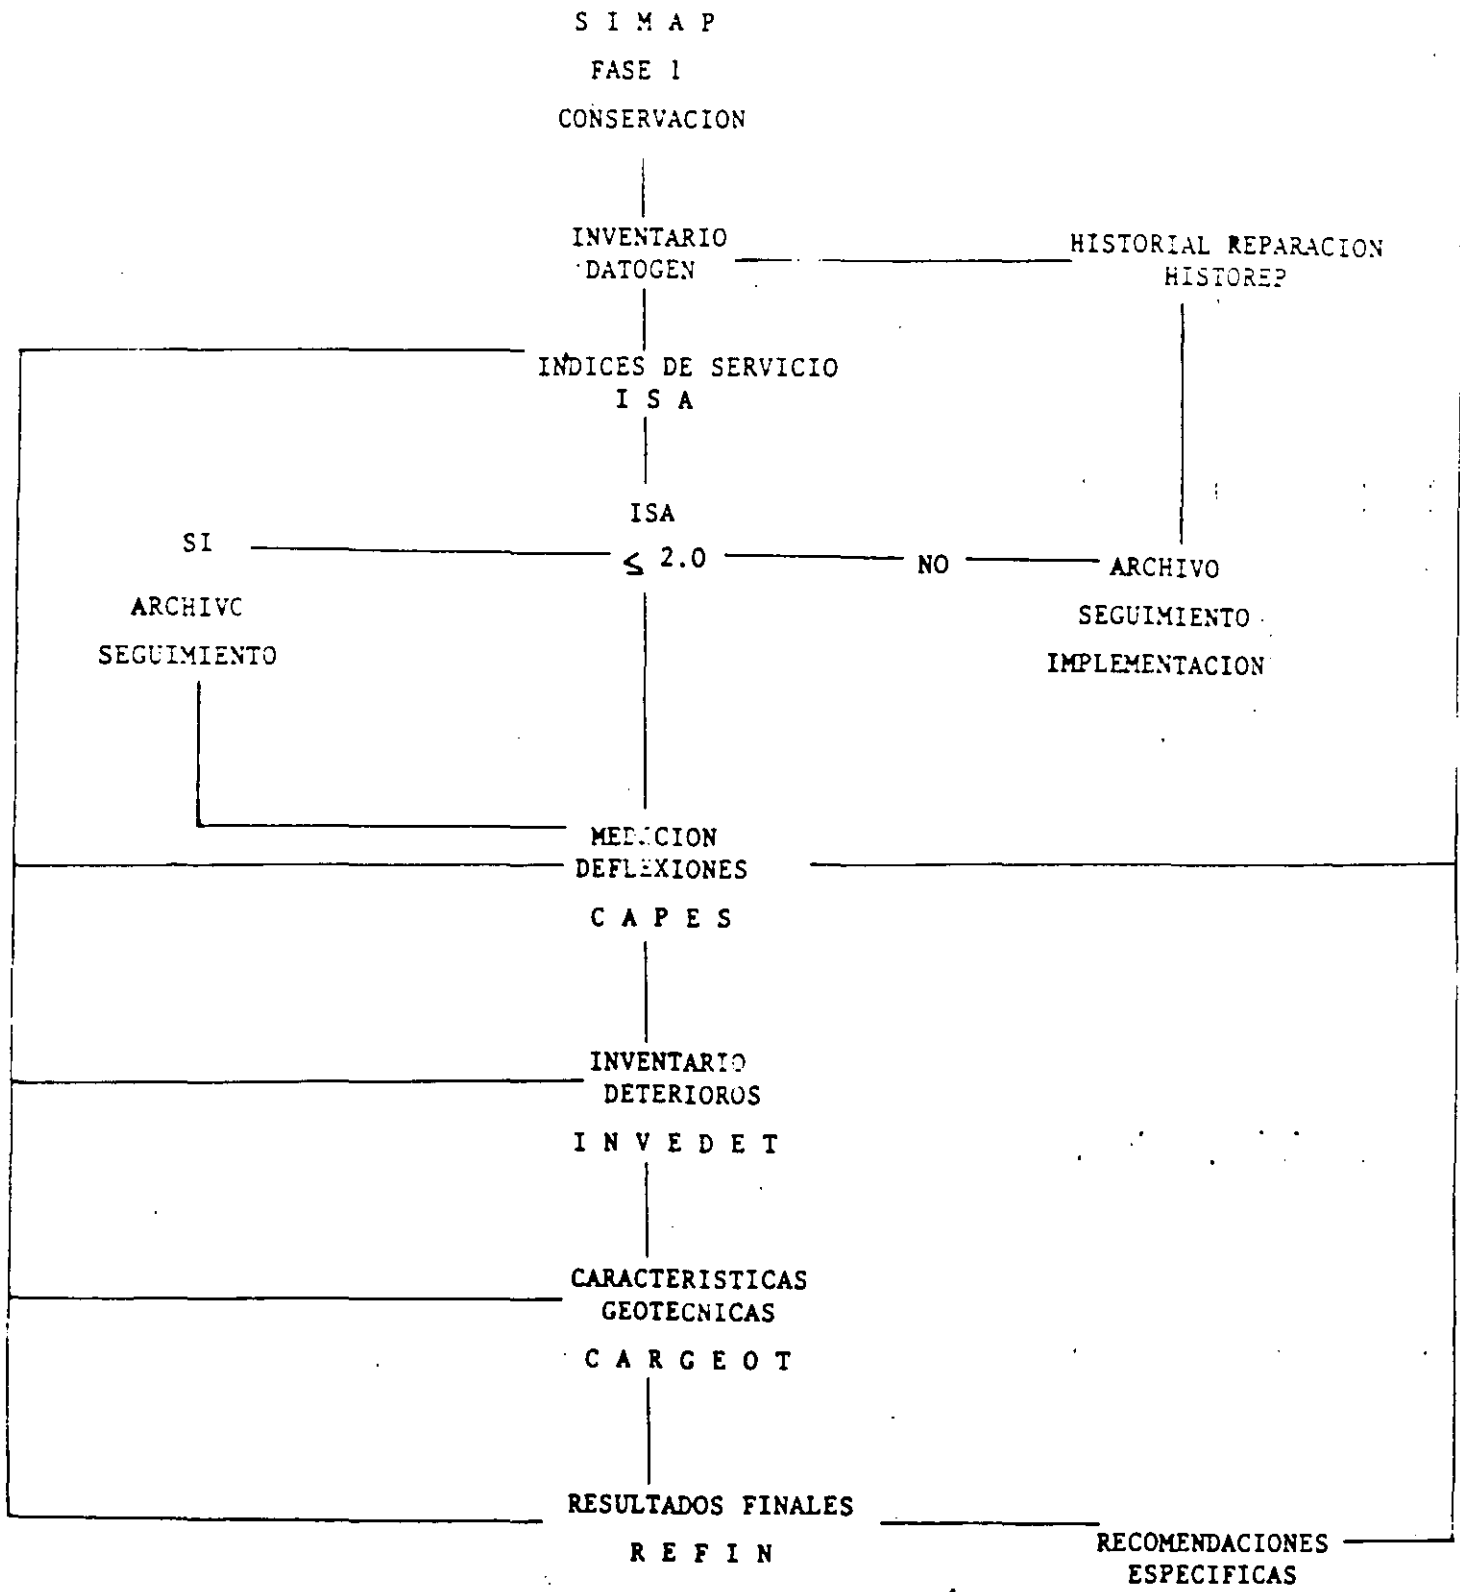 S I M A P
FASE 1
CONSERVACION
INVENTARIO
DATOGEN
HISTORIAL REPARACION
HISTOREP
INDICES DE SERVICIO
I S A
ISA
≤ 2.0
SI
NO
ARCHIVO
SEGUIMIENTO
IMPLEMENTACION
ARCHIVO
SEGUIMIENTO
MEDICION
DEFLEXIONES
C A P E S
INVENTARIO
DETERIOROS
I N V E D E T
CARACTERISTICAS
GEOTECNICAS
C A R G E O T
RESULTADOS FINALES
R E F I N
RECOMENDACIONES
ESPECIFICAS